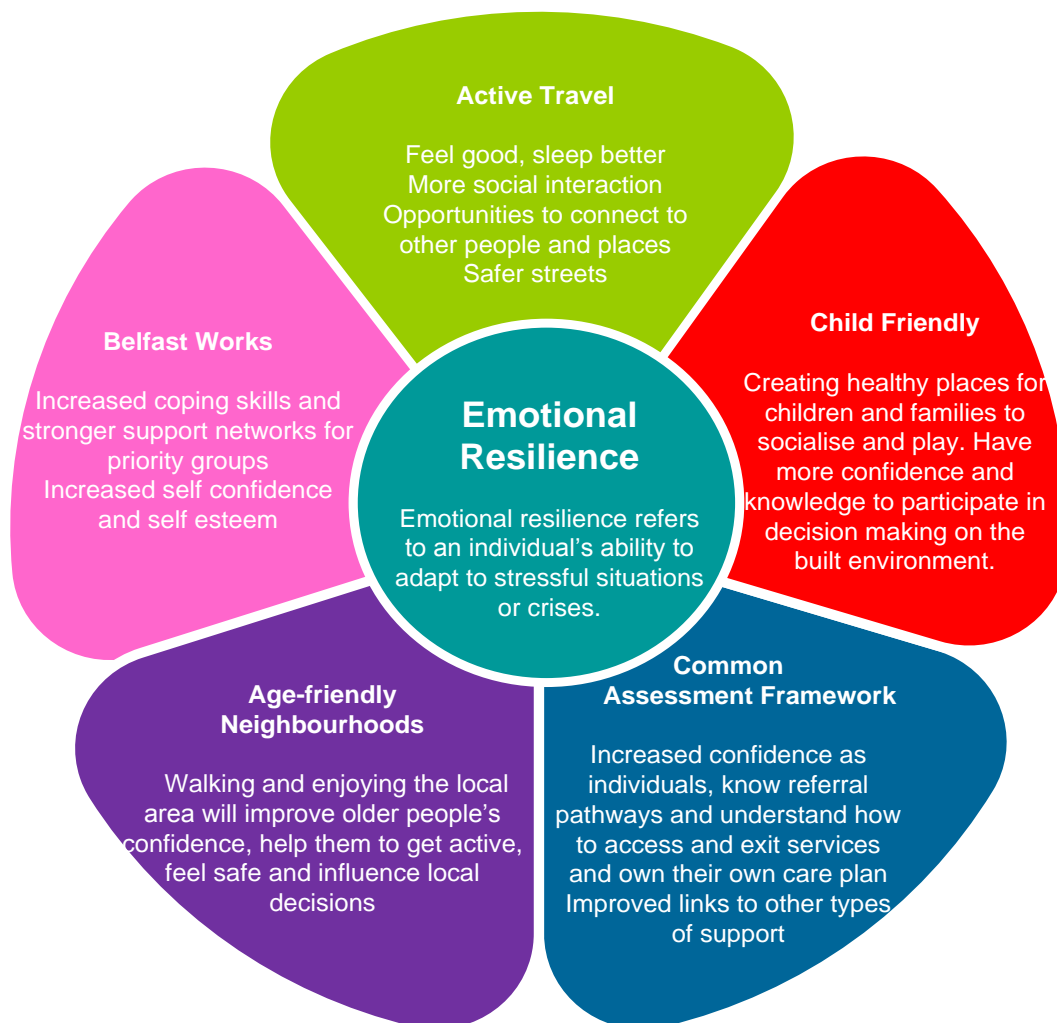 Active Travel
Feel good, sleep better
More social interaction
Opportunities to connect to
other people and places
Safer streets
Child Friendly
Creating healthy places for
children and families to
socialise and play. Have
more confidence and
knowledge to participate in
decision making on the
built environment.
Common
Assessment Framework
Increased confidence as
individuals, know referral
pathways and understand how
to access and exit services
and own their own care plan
Improved links to other types
of support
Age-friendly
Neighbourhoods
Walking and enjoying the local
area will improve older people’s
confidence, help them to get active,
feel safe and influence local
decisions
Belfast Works
Increased coping skills and
stronger support networks for
priority groups
Increased self confidence
and self esteem
Emotional
Resilience
Emotional resilience refers
to an individual’s ability to
adapt to stressful situations
or crises.